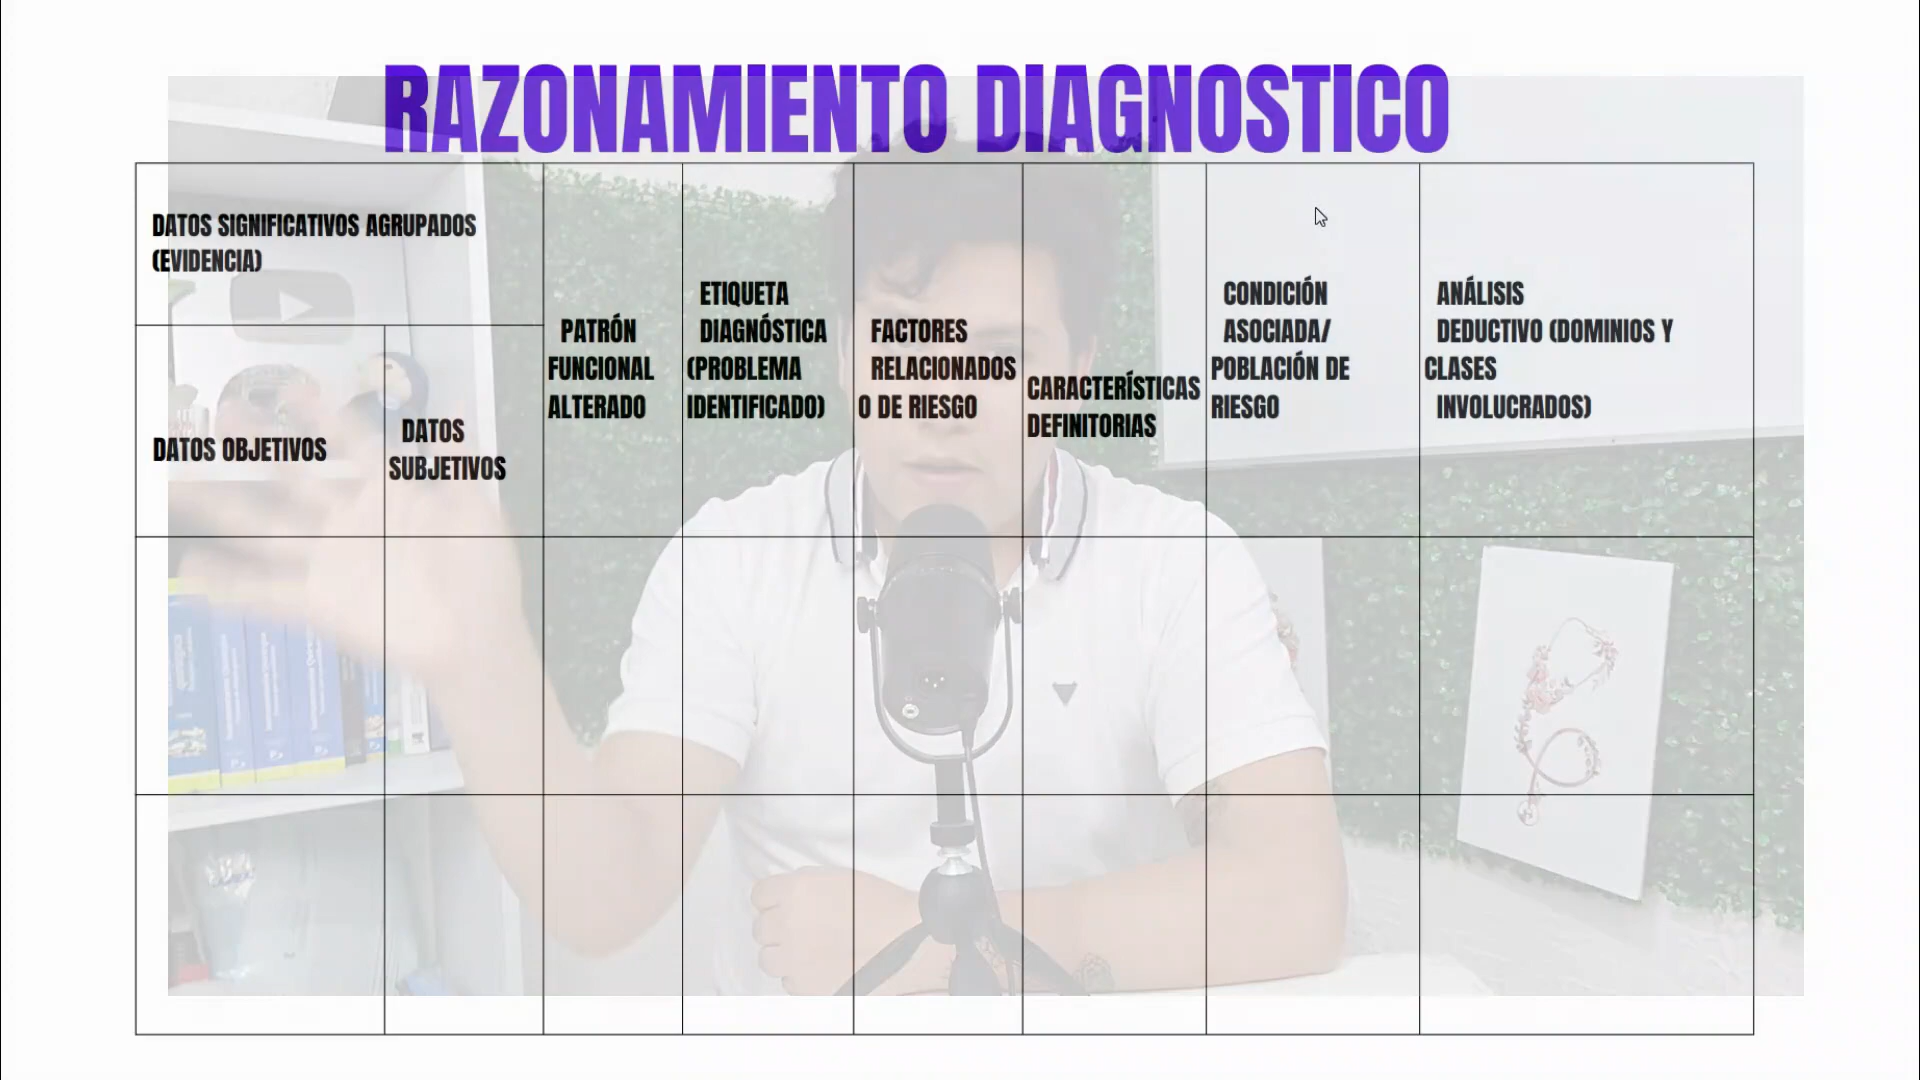 RAZONAMIENTO DIAGNOSTICO
DATOS SIGNIFICATIVOS AGRUPADOS
(EVIDENCIA)
DATOS OBJETIVOS
DATOS
SUBJETIVOS
PATRÓN
FUNCIONAL
ALTERADO
ETIQUETA
DIAGNÓSTICA
(PROBLEMA
IDENTIFICADO)
FACTORES
RELACIONADOS
O DE RIESGO
CARACTERÍSTICAS
DEFINITORIAS
CONDICIÓN
ASOCIADA/
POBLACIÓN DE
RIESGO
ANÁLISIS
DEDUCTIVO (DOMINIOS Y
CLASES
INVOLUCRADOS)